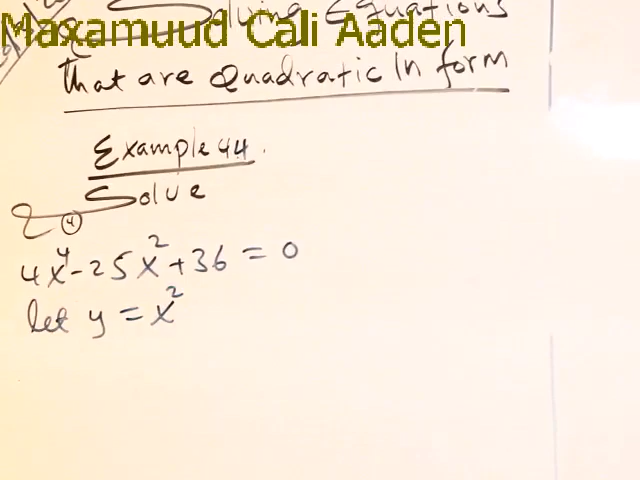 Solving Equations
Maxamuud Cali Aaden
that are Quadratic In form
Example 44.
Solve
Q 4
4x⁴-25x²+36 = 0
let y = x²